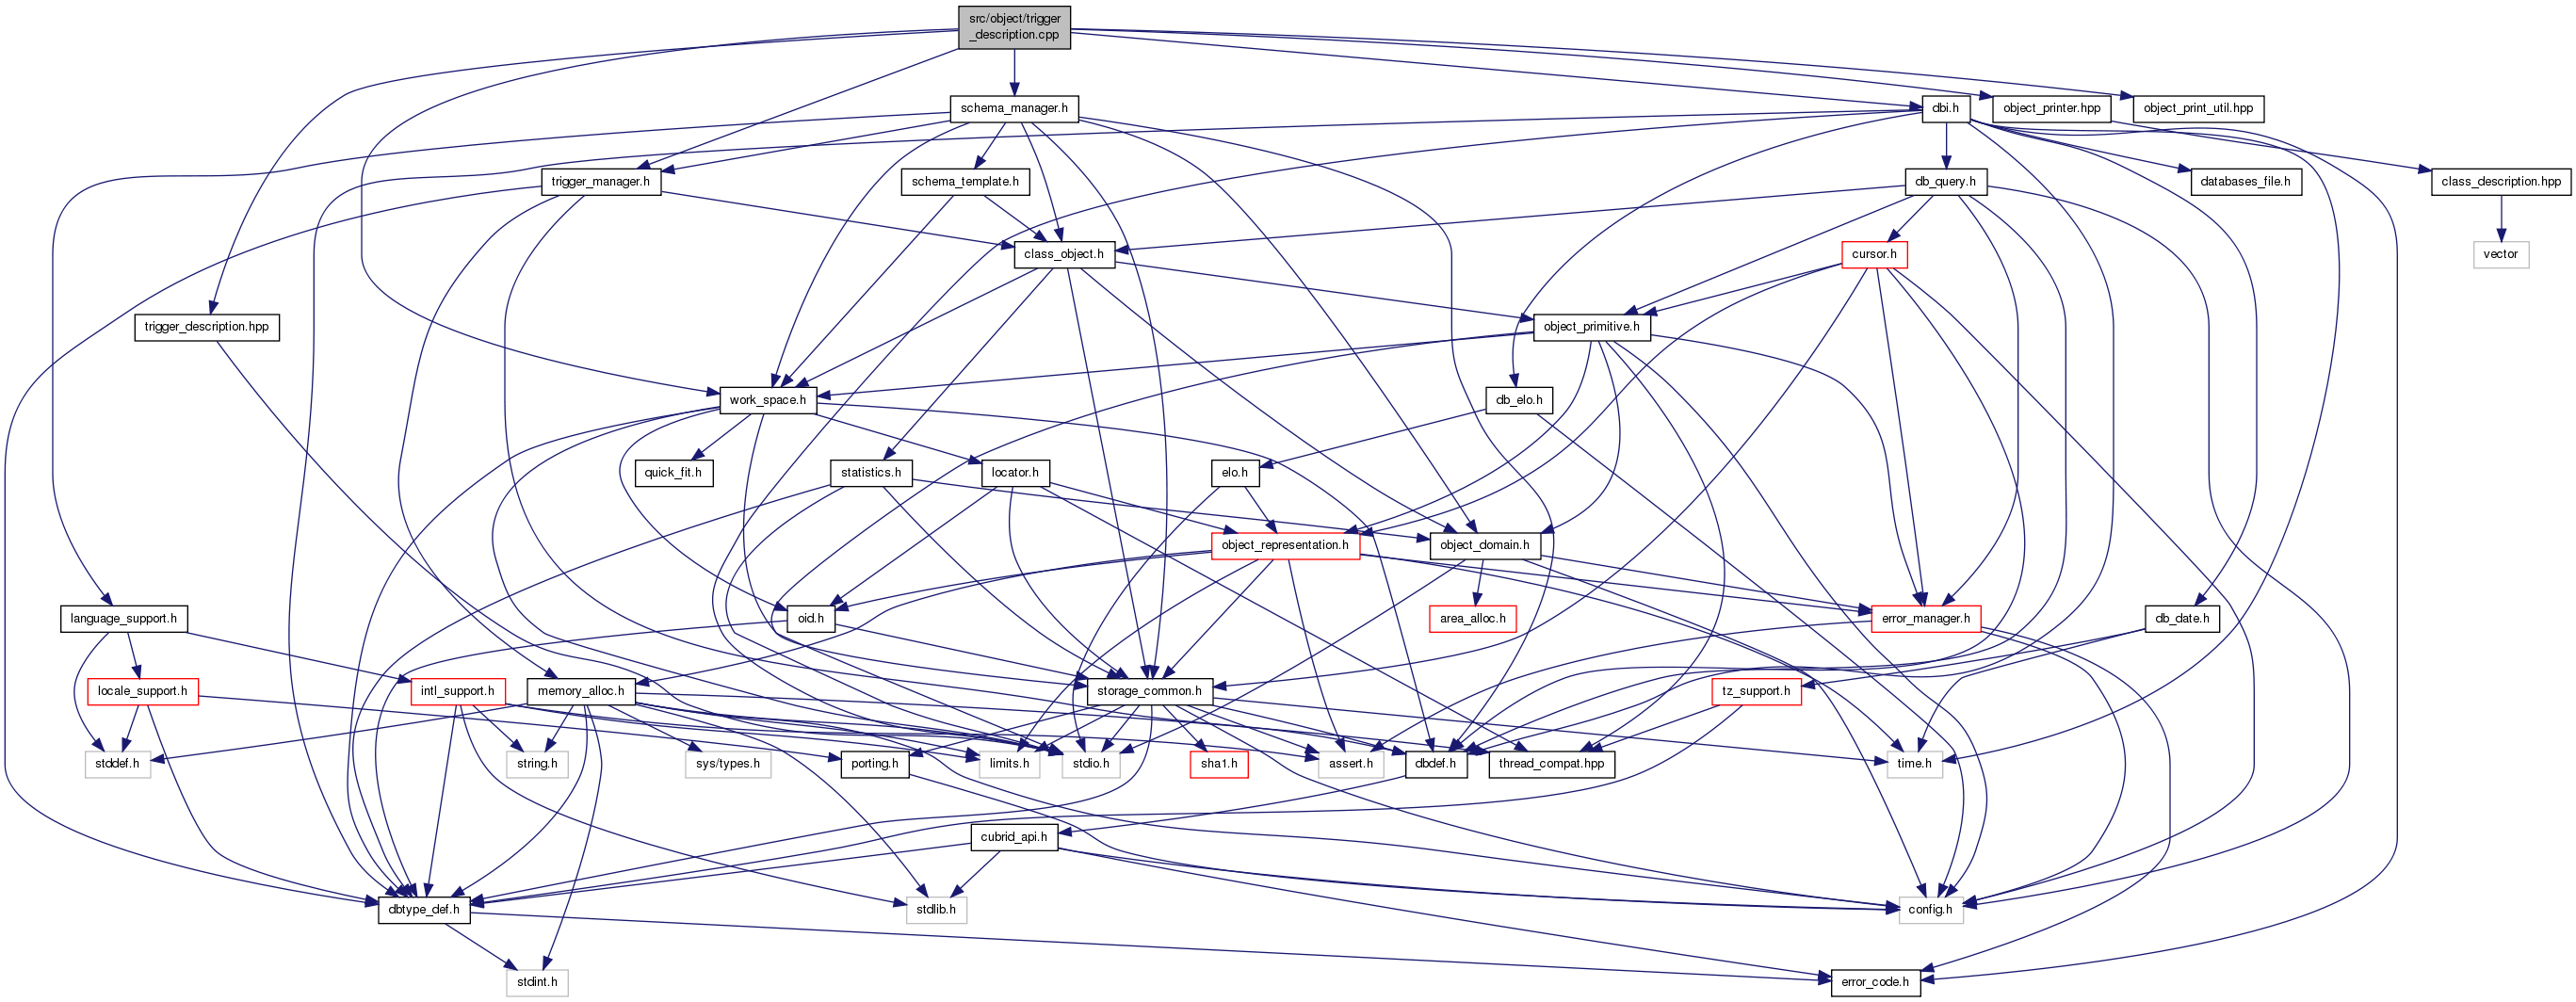 src/object/trigger
_description.cpp
schema_manager.h
dbi.h
object_printer.hpp
object_print_util.hpp
trigger_manager.h
schema_template.h
db_query.h
databases_file.h
class_description.hpp
class_object.h
cursor.h
vector
trigger_description.hpp
object_primitive.h
work_space.h
db_elo.h
quick_fit.h
statistics.h
locator.h
elo.h
object_representation.h
object_domain.h
language_support.h
oid.h
area_alloc.h
error_manager.h
db_date.h
locale_support.h
intl_support.h
memory_alloc.h
storage_common.h
tz_support.h
stddef.h
string.h
sys/types.h
porting.h
limits.h
stdio.h
sha1.h
assert.h
dbdef.h
thread_compat.hpp
time.h
cubrid_api.h
dbtype_def.h
stdlib.h
config.h
stdint.h
error_code.h